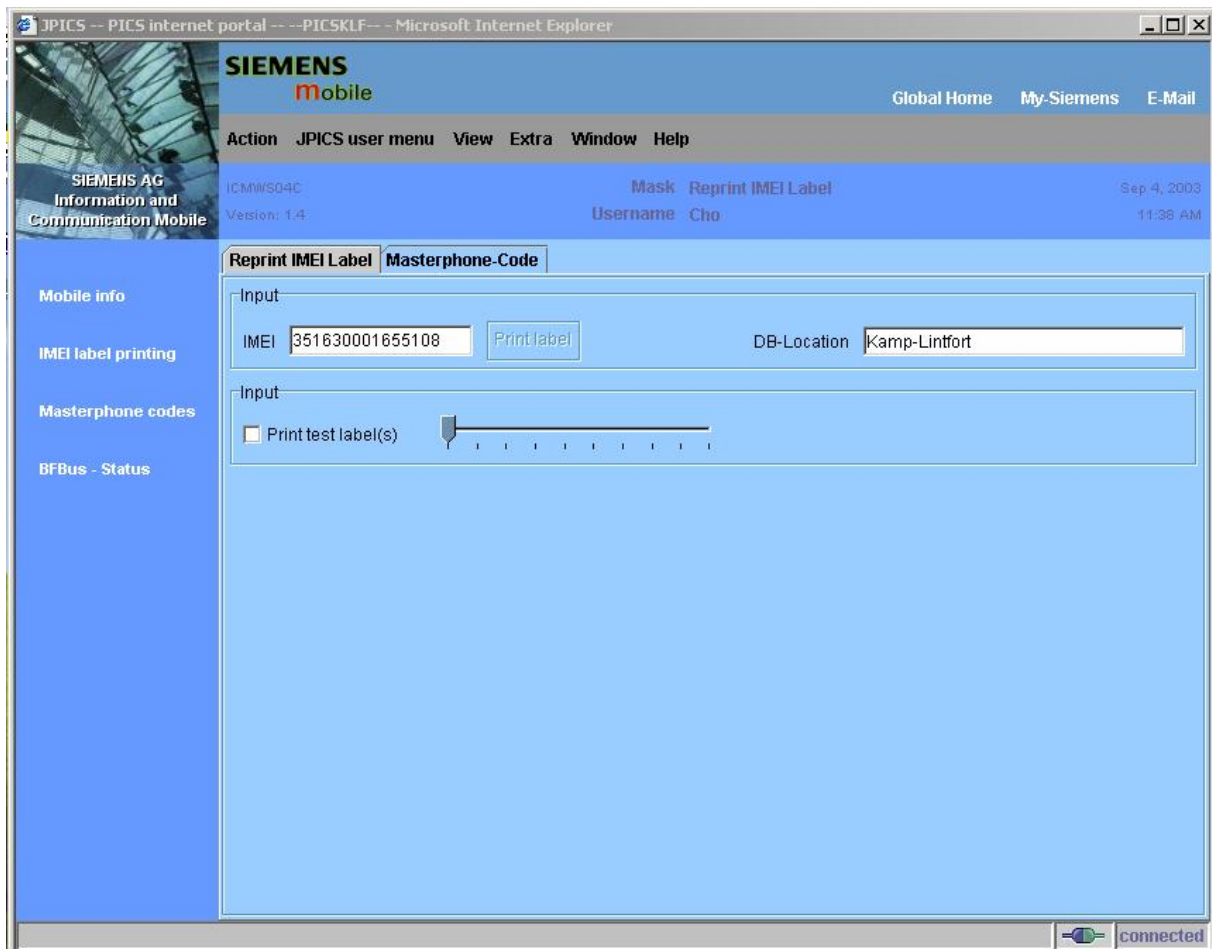 JPICS -- PICS internet portal -- --PICSKLF-- - Microsoft Internet Explorer
SIEMENS
mobile
Global Home My-Siemens E-Mail
Action JPICS user menu View Extra Window Help
SIEMENS AG
Information and
Communication Mobile
ICMWS04C Mask Reprint IMEI Label Sep 4, 2003
Version: 1.4 Username Cho 11:38 AM
Reprint IMEI Label Masterphone-Code
Mobile info
IMEI label printing
Masterphone codes
BFBus - Status
Input
IMEI 351630001655108 Print label DB-Location Kamp-Lintfort
Input
Print test label(s)
connected